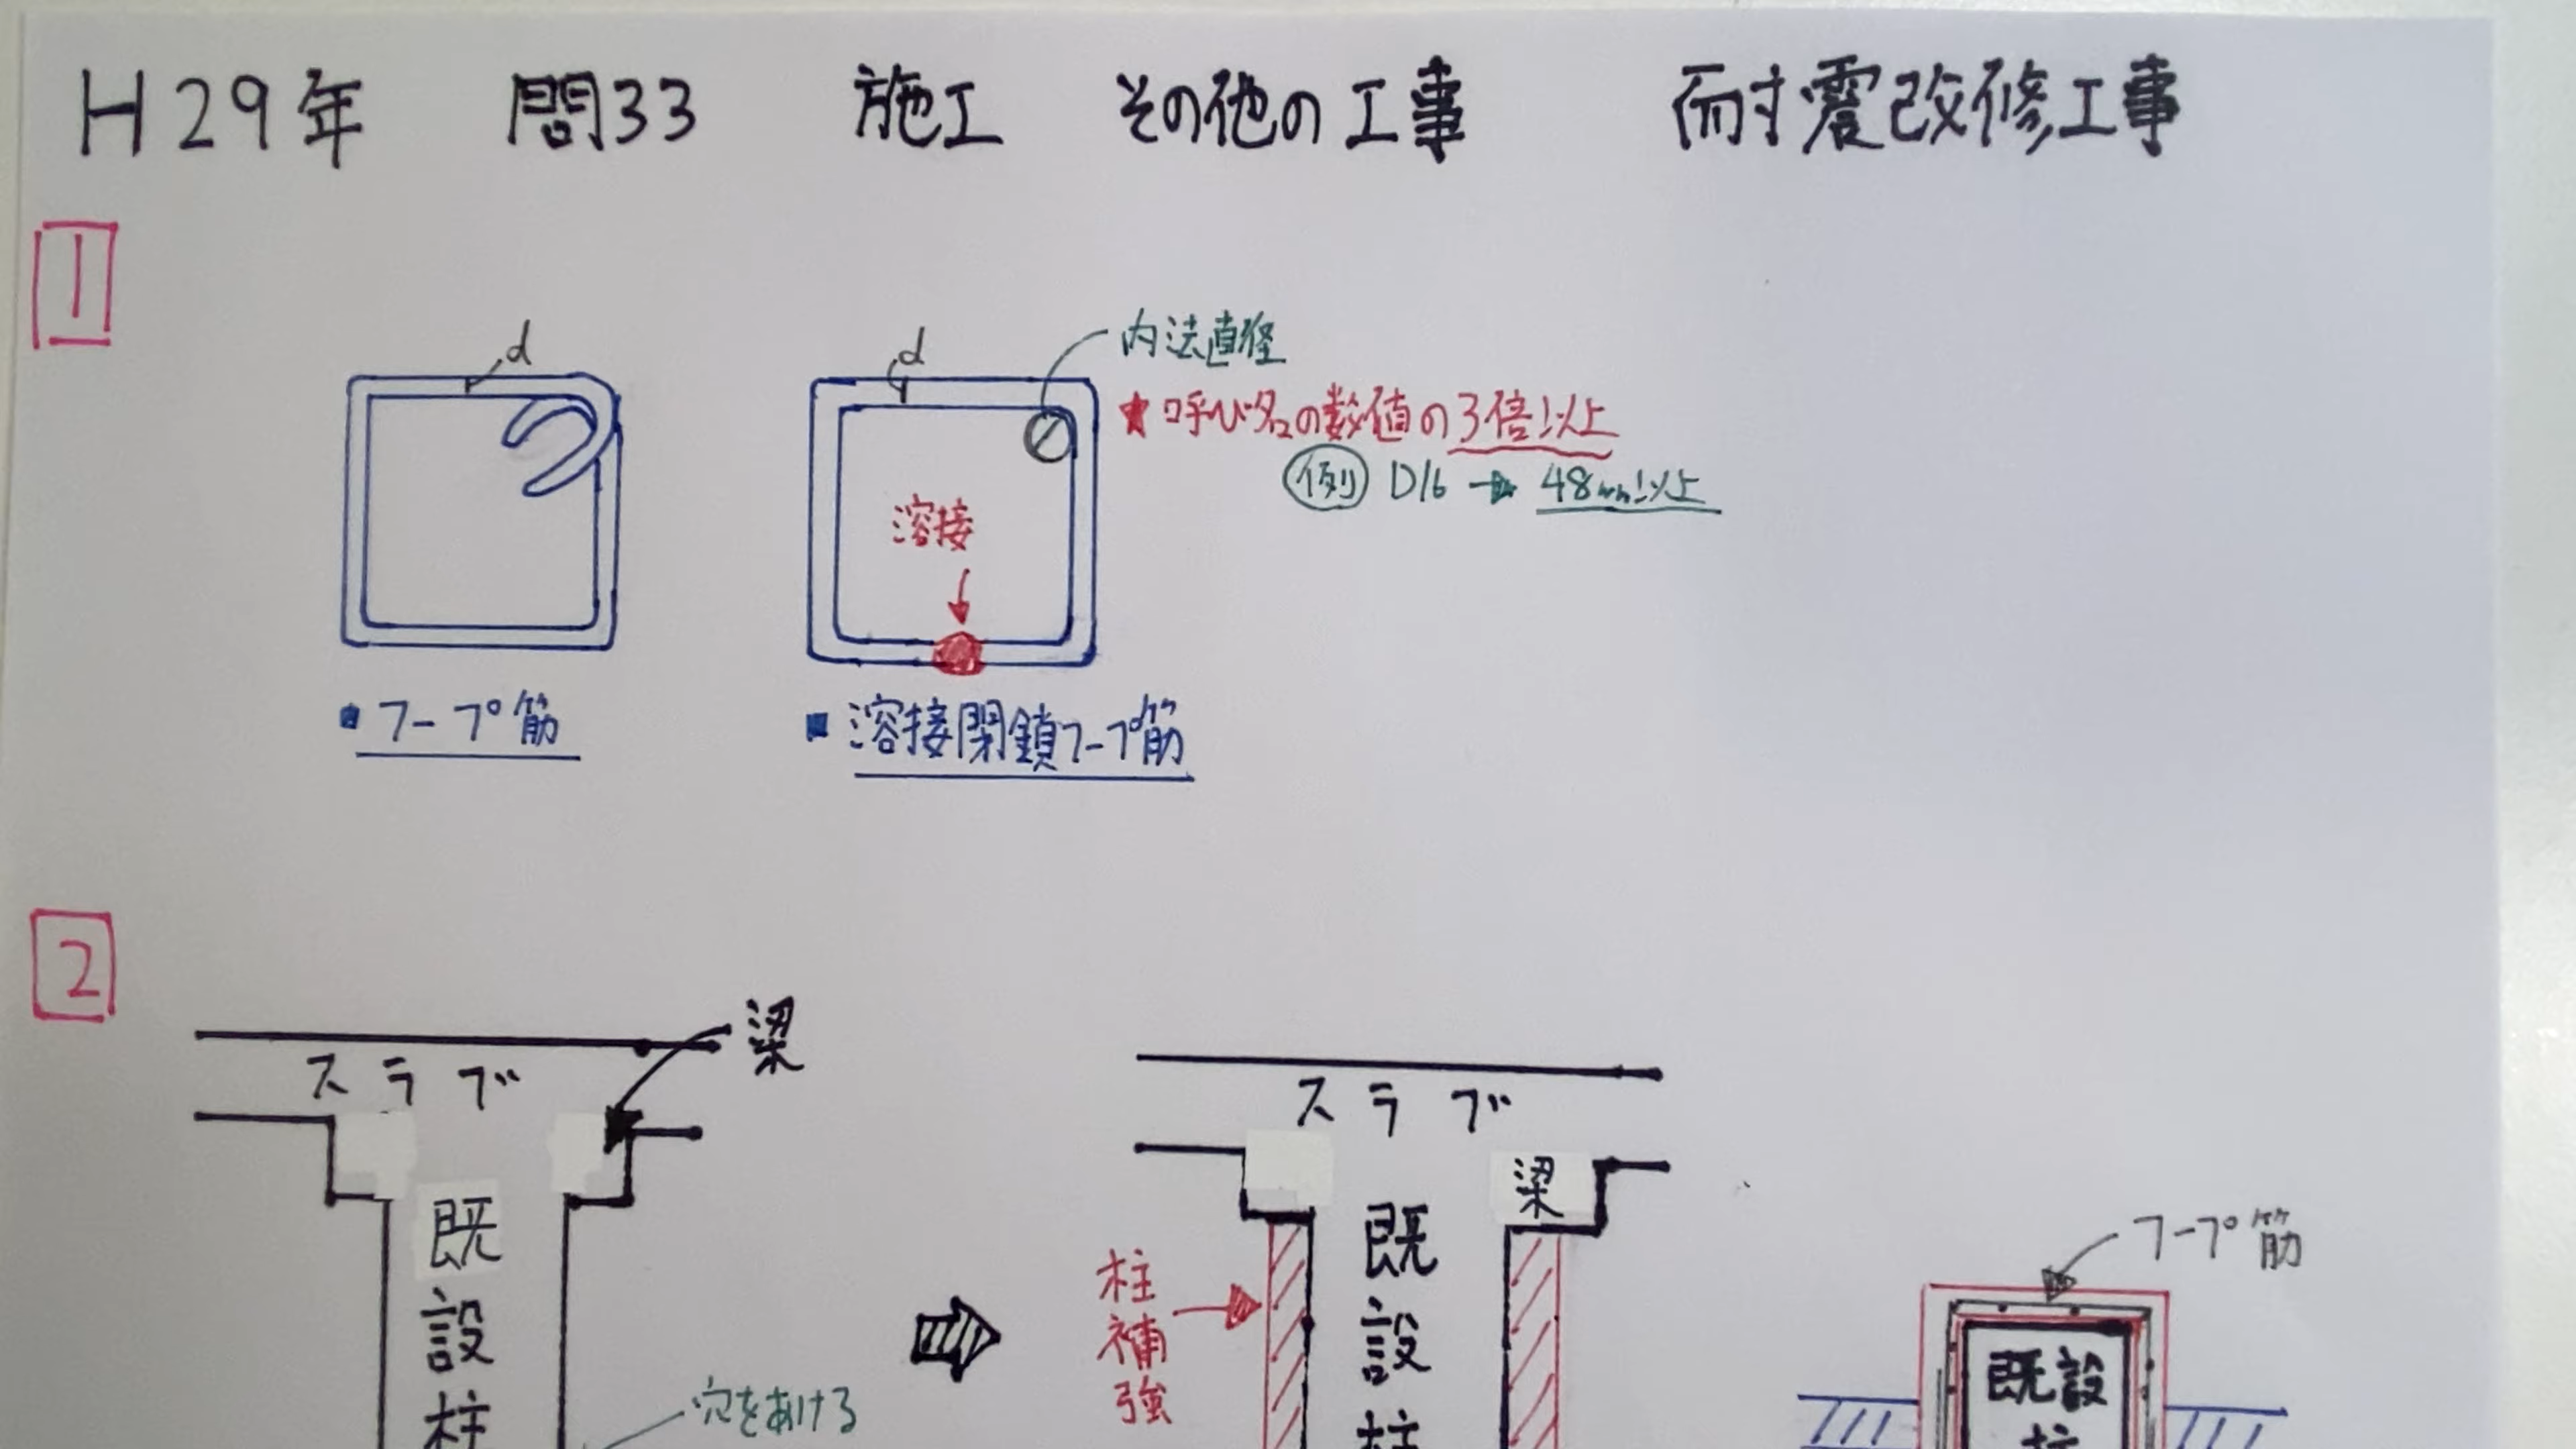 H29年 問33 施工 その他の工事 耐震改修工事
1
d
d
内法直径
★呼び名の数値の3倍以上
例 D16 → 48mm以上
溶接
■フープ筋
■溶接閉鎖フープ筋
2
梁
スラブ
既設柱
穴をあける
スラブ
梁
既設柱
柱補強
フープ筋
既設
柱